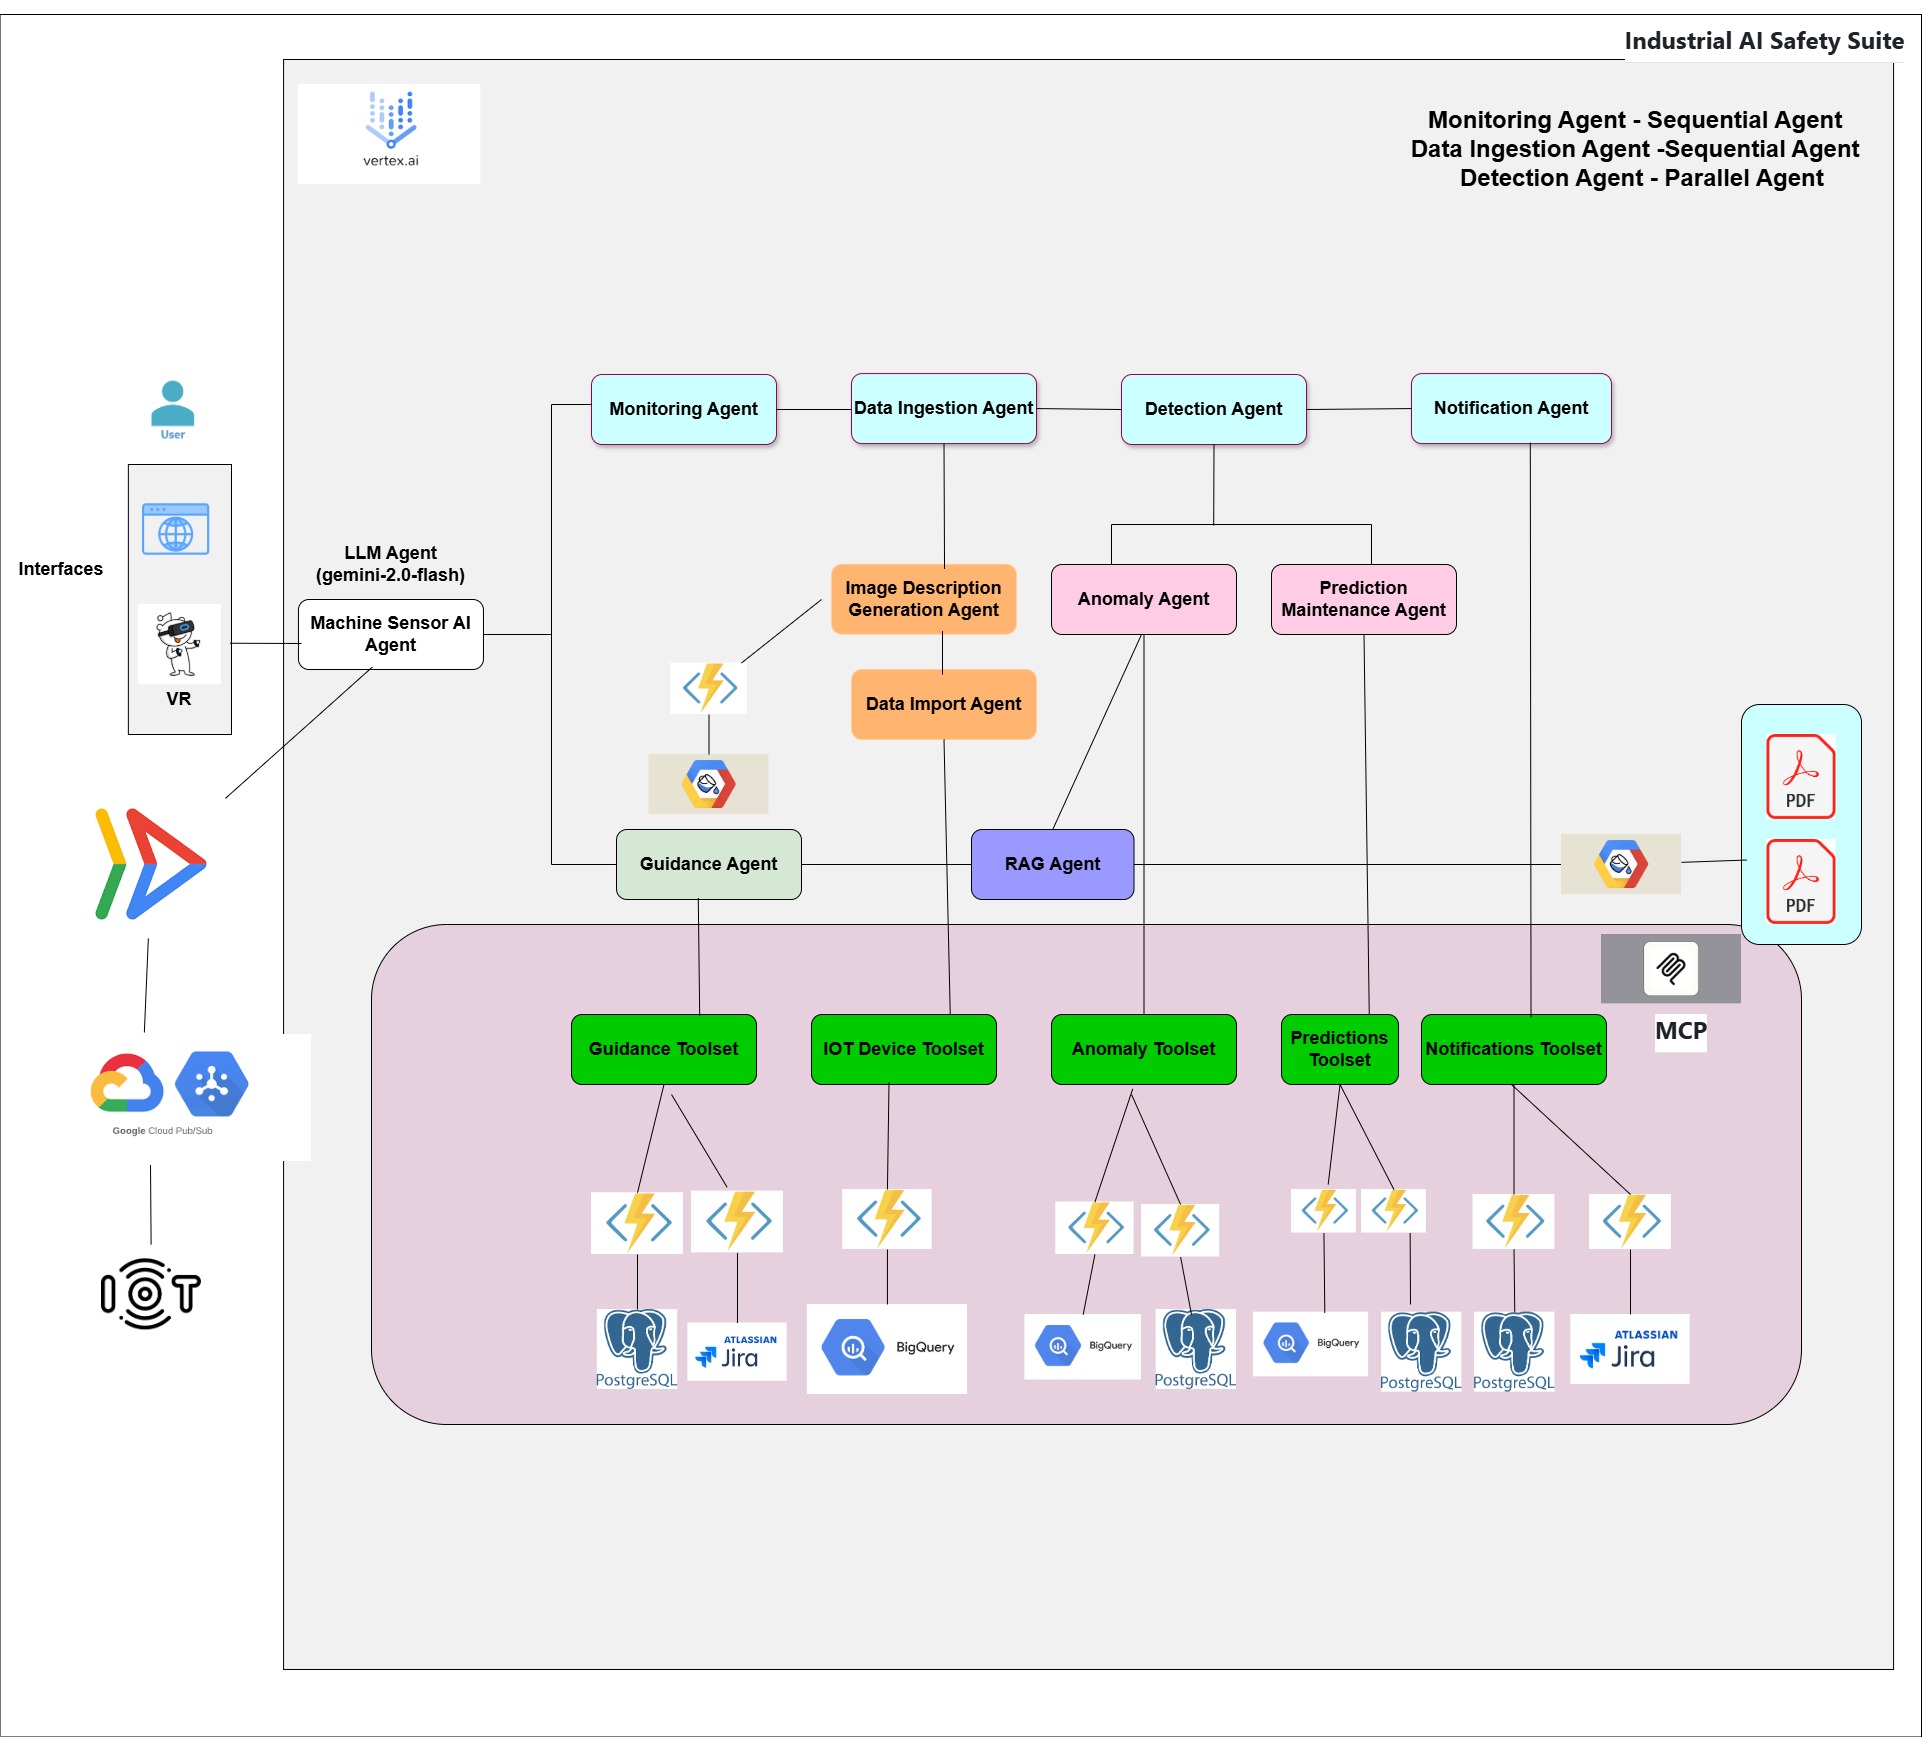 Industrial AI Safety Suite
vertex.ai
Monitoring Agent - Sequential Agent
Data Ingestion Agent -Sequential Agent
Detection Agent - Parallel Agent
User
Interfaces
VR
LLM Agent
(gemini-2.0-flash)
Machine Sensor AI
Agent
Monitoring Agent
Data Ingestion Agent
Detection Agent
Notification Agent
Image Description
Generation Agent
Anomaly Agent
Prediction
Maintenance Agent
Data Import Agent
Guidance Agent
RAG Agent
PDF
PDF
MCP
Google Cloud Pub/Sub
IOT
Guidance Toolset
IOT Device Toolset
Anomaly Toolset
Predictions
Toolset
Notifications Toolset
PostgreSQL
ATLASSIAN
Jira
BigQuery
BigQuery
PostgreSQL
BigQuery
PostgreSQL
PostgreSQL
ATLASSIAN
Jira